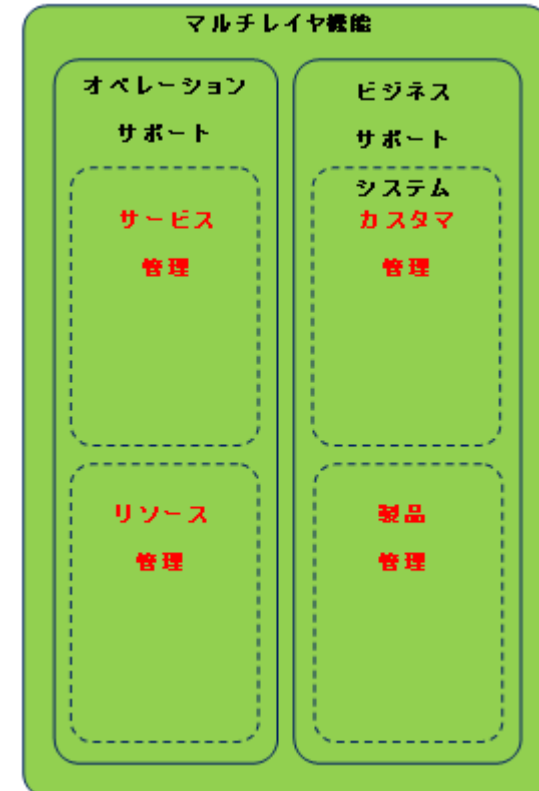 マルチレイヤ機能
オペレーション
サポート
サービス
管理
リソース
管理
ビジネス
サポート
システム
カスタマ
管理
製品
管理